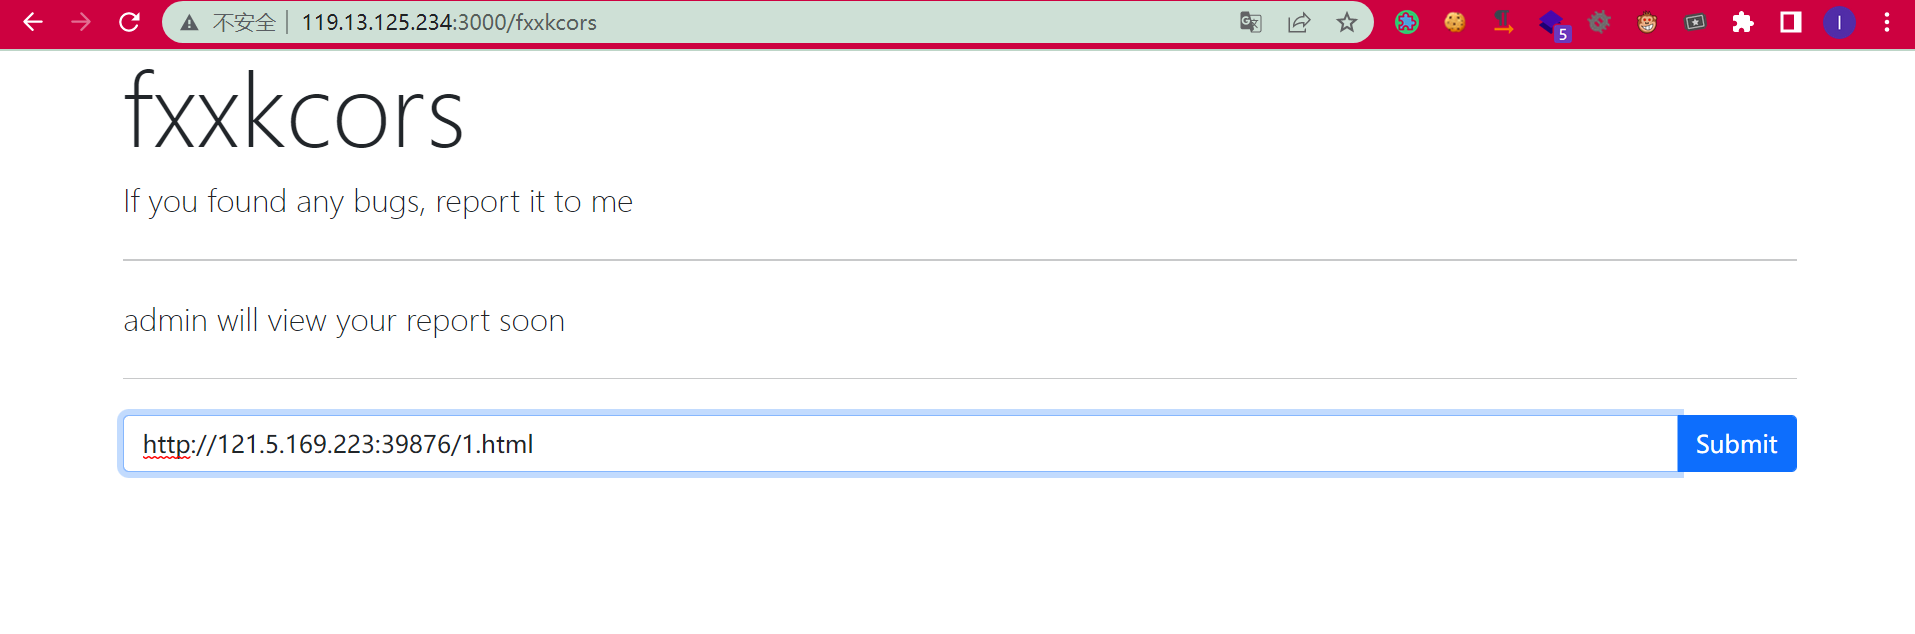 不安全 119.13.125.234:3000/fxxkcors
5
I
fxxkcors
If you found any bugs, report it to me
admin will view your report soon
http://121.5.169.223:39876/1.html
Submit